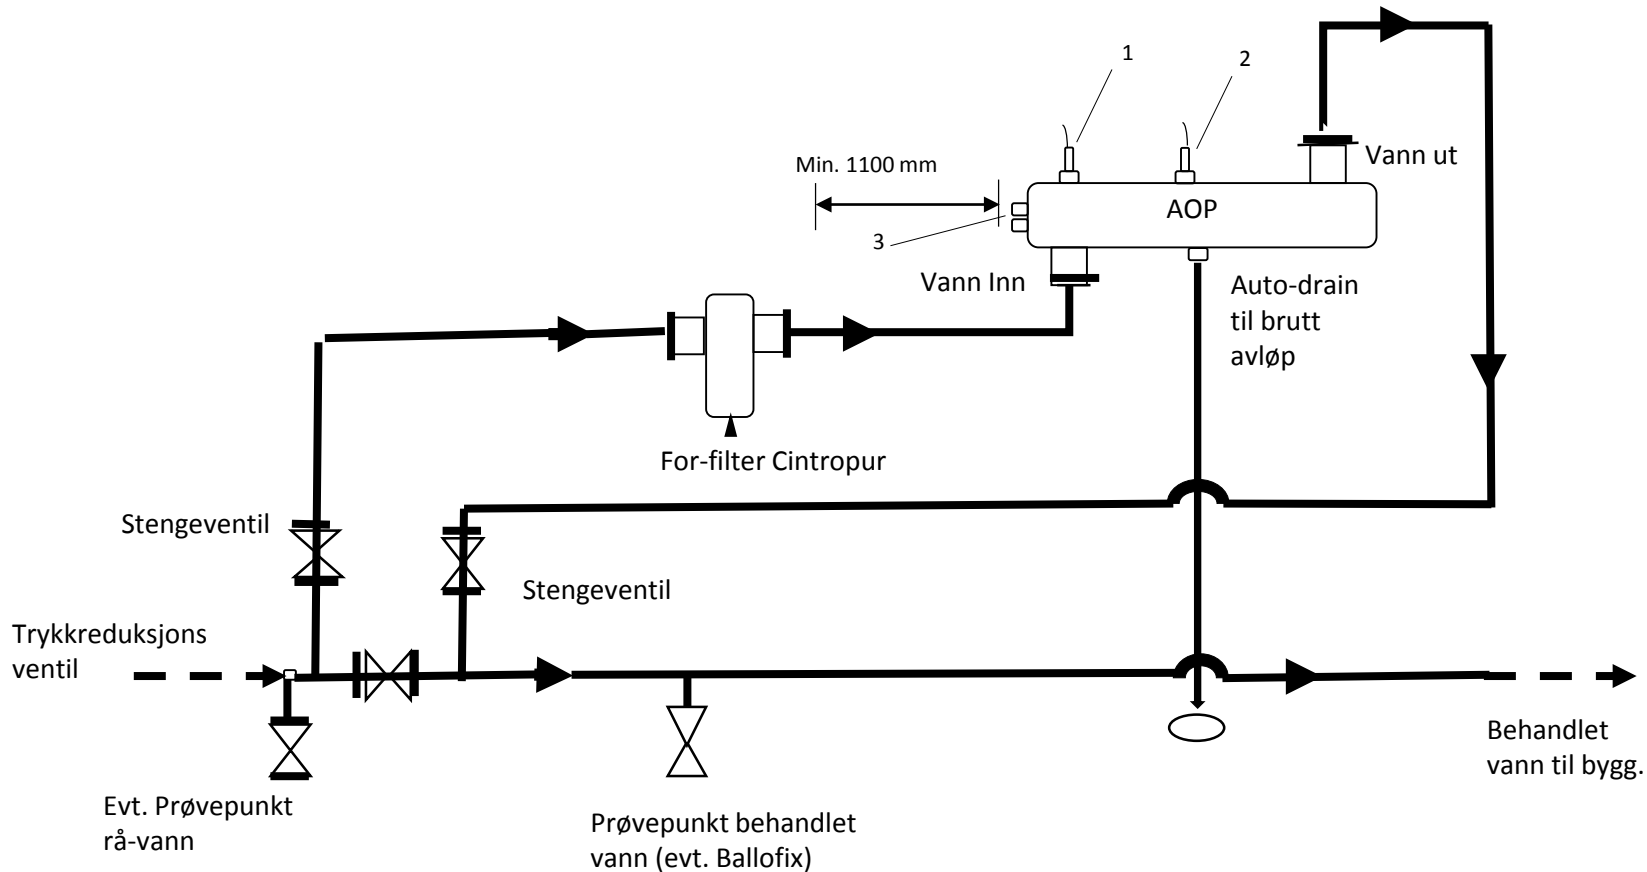 1
2
Vann ut
Min. 1100 mm
AOP
3
Vann Inn
Auto-drain
til brutt
avløp
For-filter Cintropur
Stengeventil
Stengeventil
Trykkreduksjons
ventil
Behandlet
vann til bygg.
Evt. Prøvepunkt
rå-vann
Prøvepunkt behandlet
vann (evt. Ballofix)